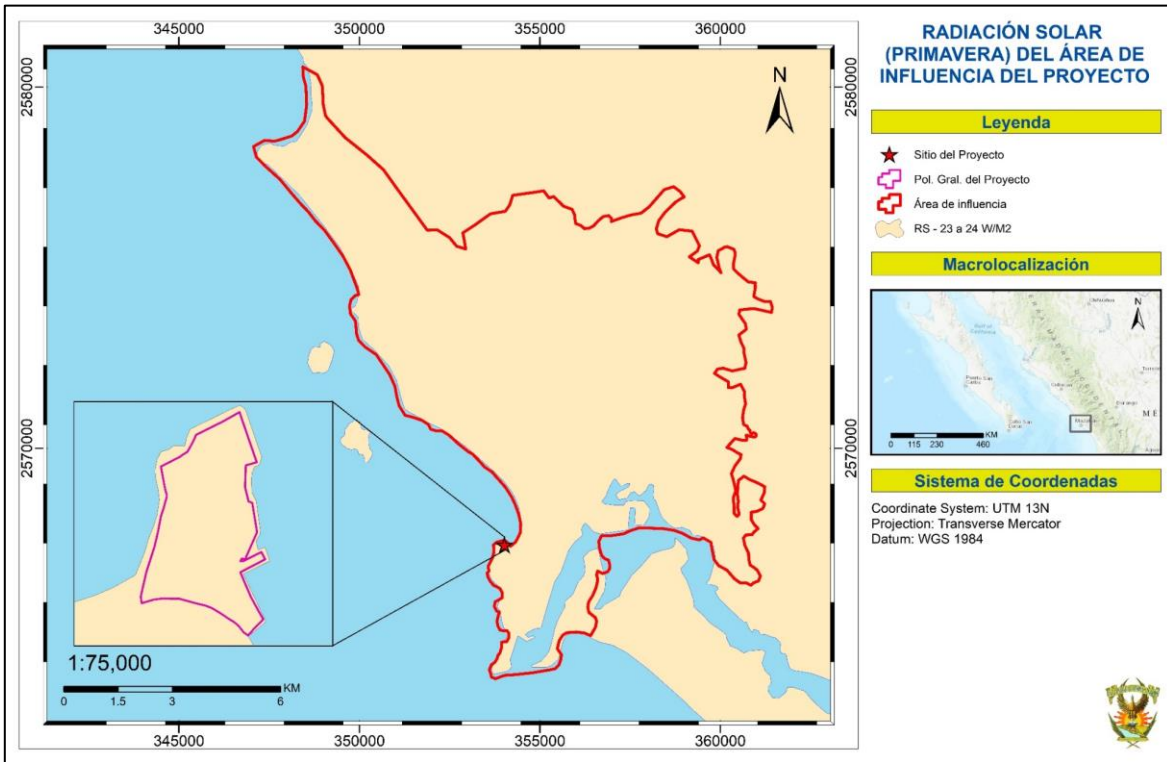 345000 350000 355000 360000
2580000 2580000
N
2570000 2570000
1:75,000
KM
0 1.5 3 6
345000 350000 355000 360000
RADIACIÓN SOLAR
(PRIMAVERA) DEL ÁREA DE
INFLUENCIA DEL PROYECTO
Leyenda
Sitio del Proyecto
Pol. Gral. del Proyecto
Área de influencia
RS - 23 a 24 W/M2
Macrolocalización
N
KM
0 115 230 460
Sistema de Coordenadas
Coordinate System: UTM 13N
Projection: Transverse Mercator
Datum: WGS 1984